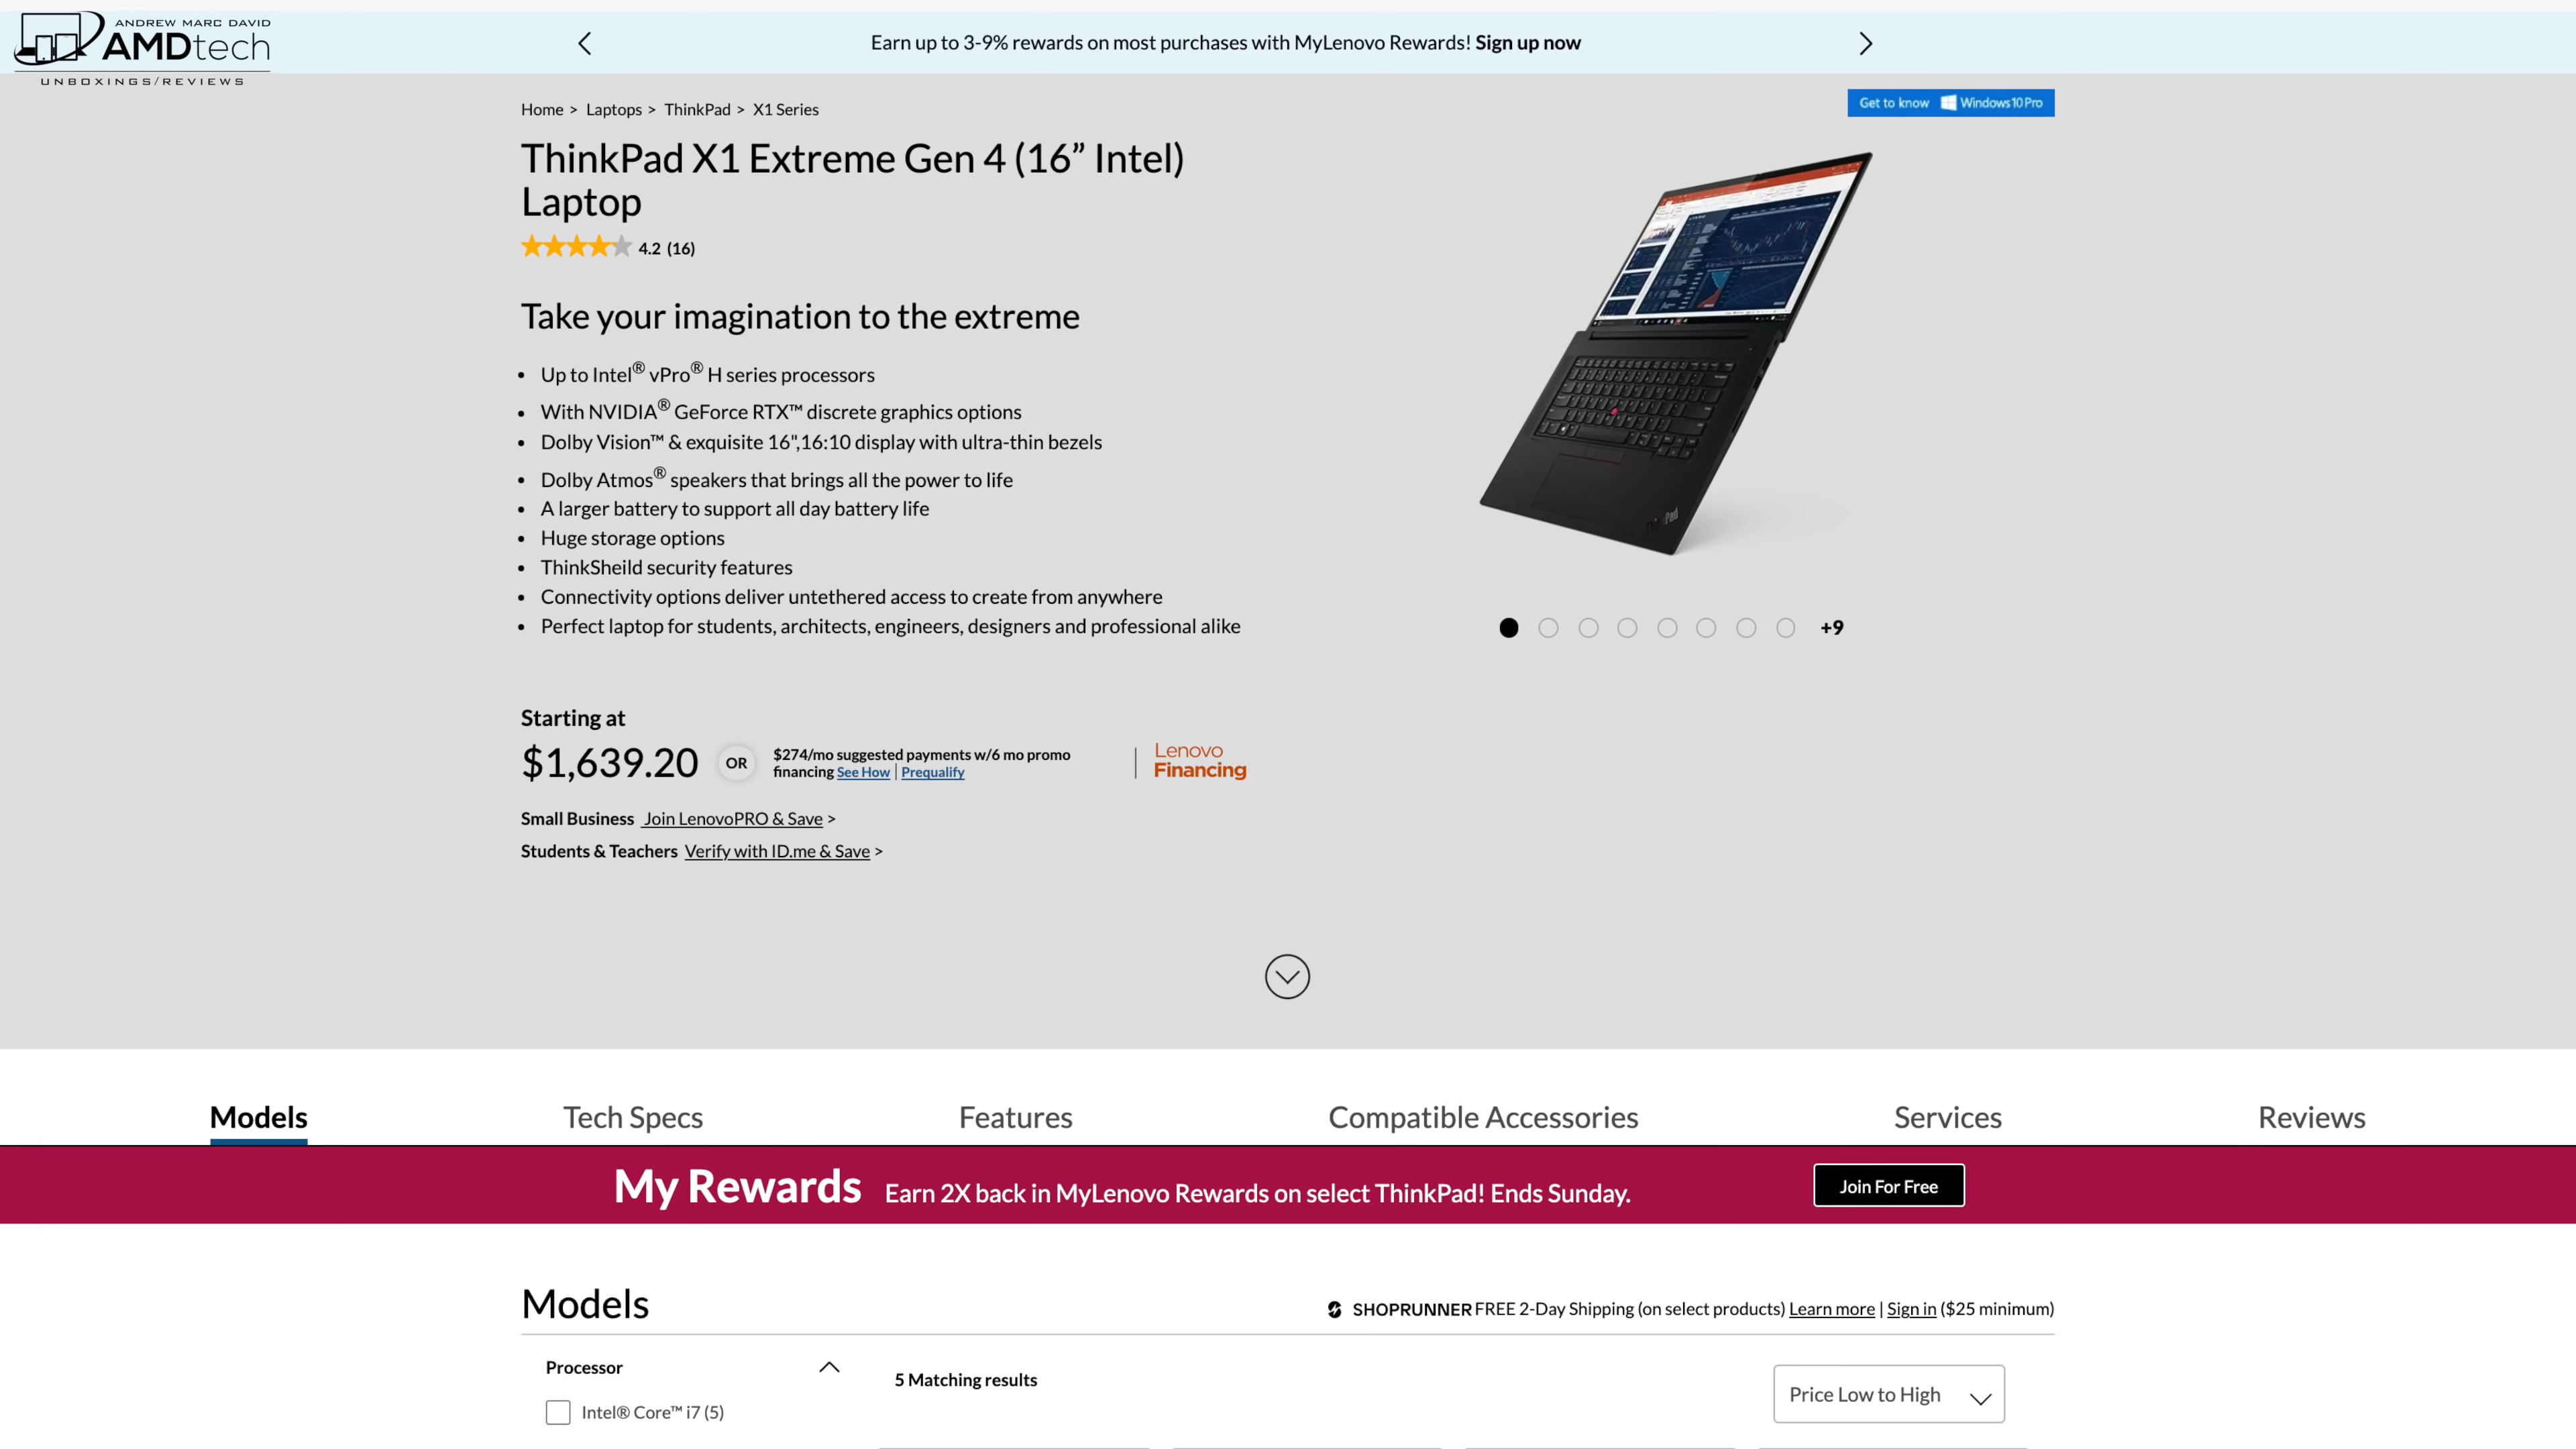 ANDREW MARC DAVID
AMDtech
UNBOXINGS/REVIEWS
Earn up to 3-9% rewards on most purchases with MyLenovo Rewards! Sign up now
Home > Laptops > ThinkPad > X1 Series
Get to know Windows 10 Pro
ThinkPad X1 Extreme Gen 4 (16” Intel)
Laptop
4.2 (16)
Take your imagination to the extreme
• Up to Intel® vPro® H series processors
• With NVIDIA® GeForce RTX™ discrete graphics options
• Dolby Vision™ & exquisite 16",16:10 display with ultra-thin bezels
• Dolby Atmos® speakers that brings all the power to life
• A larger battery to support all day battery life
• Huge storage options
• ThinkSheild security features
• Connectivity options deliver untethered access to create from anywhere
• Perfect laptop for students, architects, engineers, designers and professional alike
+9
Starting at
$1,639.20 OR $274/mo suggested payments w/6 mo promo
financing See How | Prequalify
Lenovo
Financing
Small Business Join LenovoPRO & Save >
Students & Teachers Verify with ID.me & Save >
Models Tech Specs Features Compatible Accessories Services Reviews
My Rewards Earn 2X back in MyLenovo Rewards on select ThinkPad! Ends Sunday. Join For Free
Models
SHOPRUNNER FREE 2-Day Shipping (on select products) Learn more | Sign in ($25 minimum)
Processor
5 Matching results
Price Low to High
Intel® Core™ i7 (5)